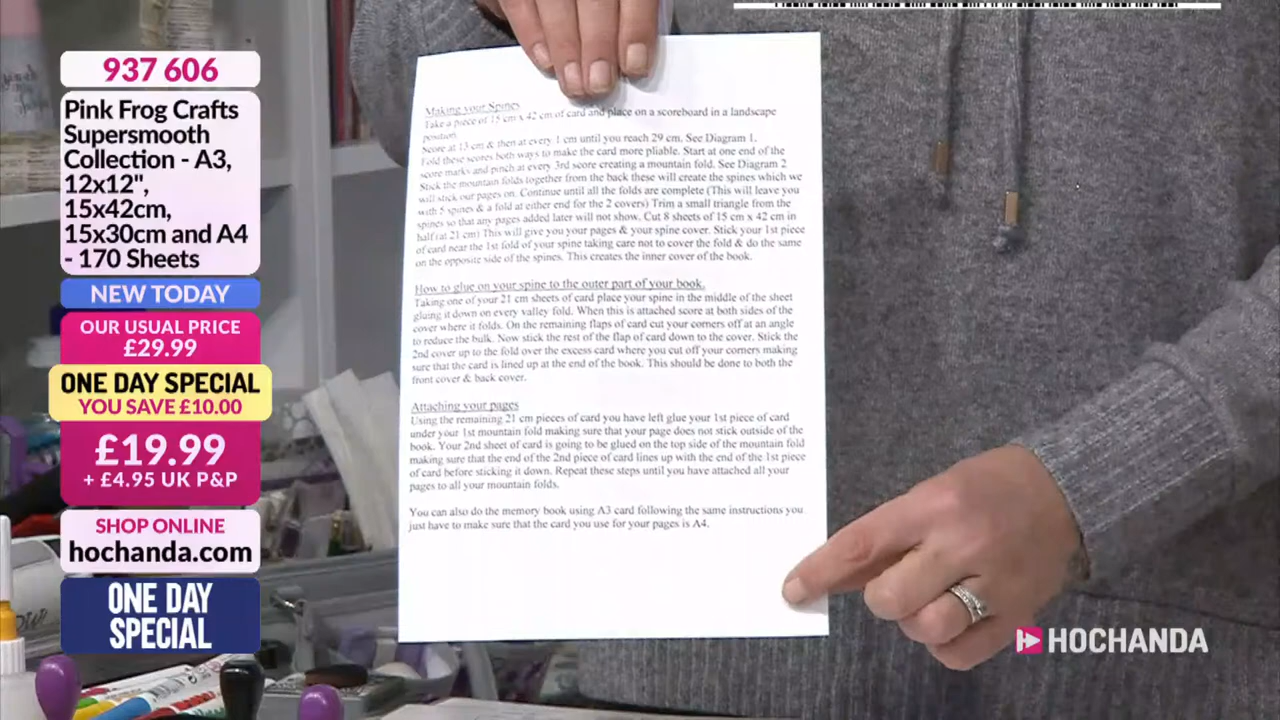 937 606
Pink Frog Crafts
Supersmooth
Collection - A3,
12x12",
15x42cm,
15x30cm and A4
- 170 Sheets
NEW TODAY
OUR USUAL PRICE
£29.99
ONE DAY SPECIAL
YOU SAVE £10.00
£19.99
+ £4.95 UK P&P
SHOP ONLINE
hochanda.com
ONE DAY
SPECIAL
Making your Spines
Take a piece of 15 cm x 42 cm of card and place on a scoreboard in a landscape
position.
Score at 13 cm & then at every 1 cm until you reach 29 cm. See Diagram 1.
Fold these scores both ways to make the card more pliable. Start at one end of the
score marks and pinch at every 3rd score creating a mountain fold. See Diagram 2
Stick the mountain folds together from the back these will create the spines which we
will stick our pages on. Continue until all the folds are complete (This will leave you
with 5 spines & a fold at either end for the 2 covers) Trim a small triangle from the
spines so that any pages added later will not show. Cut 8 sheets of 15 cm x 42 cm in
half (at 21 cm) This will give you your pages & your spine cover. Stick your 1st piece
of card near the 1st fold of your spine taking care not to cover the fold & do the same
on the opposite side of the spines. This creates the inner cover of the book.
How to glue on your spine to the outer part of your book.
Taking one of your 21 cm sheets of card place your spine in the middle of the sheet
gluing it down on every valley fold. When this is attached score at both sides of the
cover where it folds. On the remaining flaps of card cut your corners off at an angle
to reduce the bulk. Now stick the rest of the flap of card down to the cover. Stick the
2nd cover up to the fold over the excess card where you cut off your corners making
sure that the card is lined up at the end of the book. This should be done to both the
front cover & back cover.
Attaching your pages
Using the remaining 21 cm pieces of card you have left glue your 1st piece of card
under your 1st mountain fold making sure that your page does not stick outside of the
book. Your 2nd sheet of card is going to be glued on the top side of the mountain fold
making sure that the end of the 2nd piece of card lines up with the end of the 1st piece
of card before sticking it down. Repeat these steps until you have attached all your
pages to all your mountain folds.
You can also do the memory book using A3 card following the same instructions you
just have to make sure that the card you use for your pages is A4.
HOCHANDA